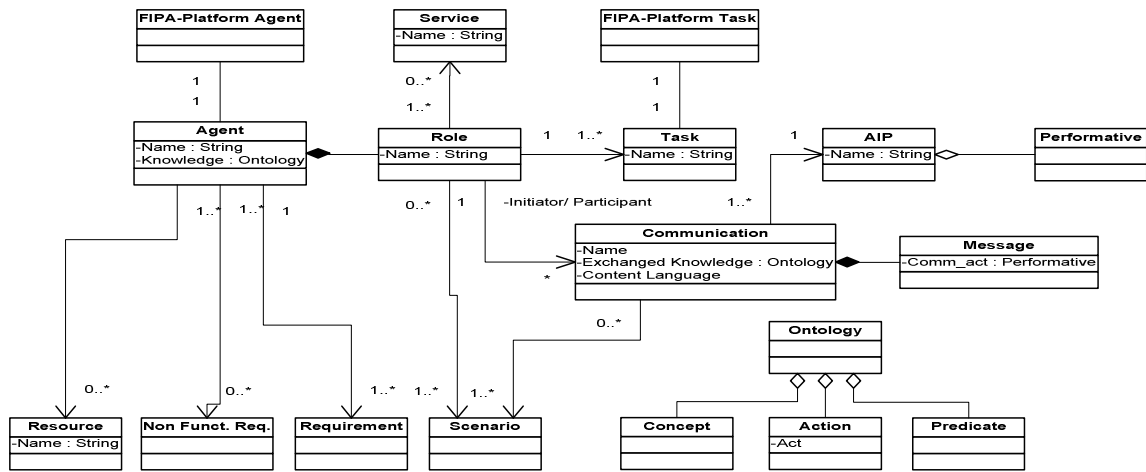 FIPA-Platform Agent
Service
-Name : String
FIPA-Platform Task
1
1
0..*
1..*
1
1
Agent
-Name : String
-Knowledge : Ontology
Role
-Name : String
1
1..*
Task
-Name : String
1
AIP
-Name : String
Performative
1..*
1..*
1
0..*
1
-Initiator/ Participant
1..*
*
Communication
-Name
-Exchanged Knowledge : Ontology
-Content Language
Message
-Comm_act : Performative
0..*
Ontology
0..*
0..*
1..*
1..*
1..*
Resource
-Name : String
Non Funct. Req.
Requirement
Scenario
Concept
Action
-Act
Predicate